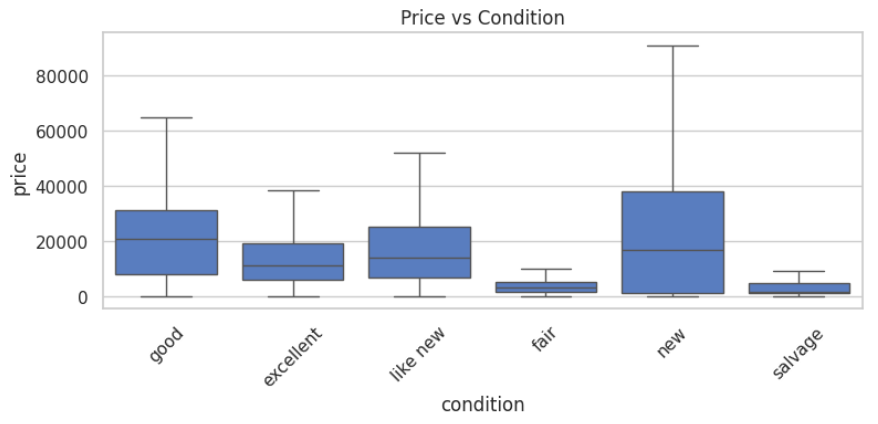 Price vs Condition
80000
60000
40000
20000
0
price
good
excellent
like new
fair
new
salvage
condition